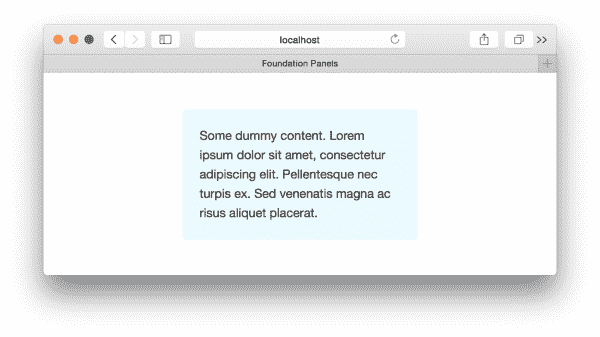 localhost
Foundation Panels
Some dummy content. Lorem
ipsum dolor sit amet, consectetur
adipiscing elit. Pellentesque nec
turpis ex. Sed venenatis magna ac
risus aliquet placerat.